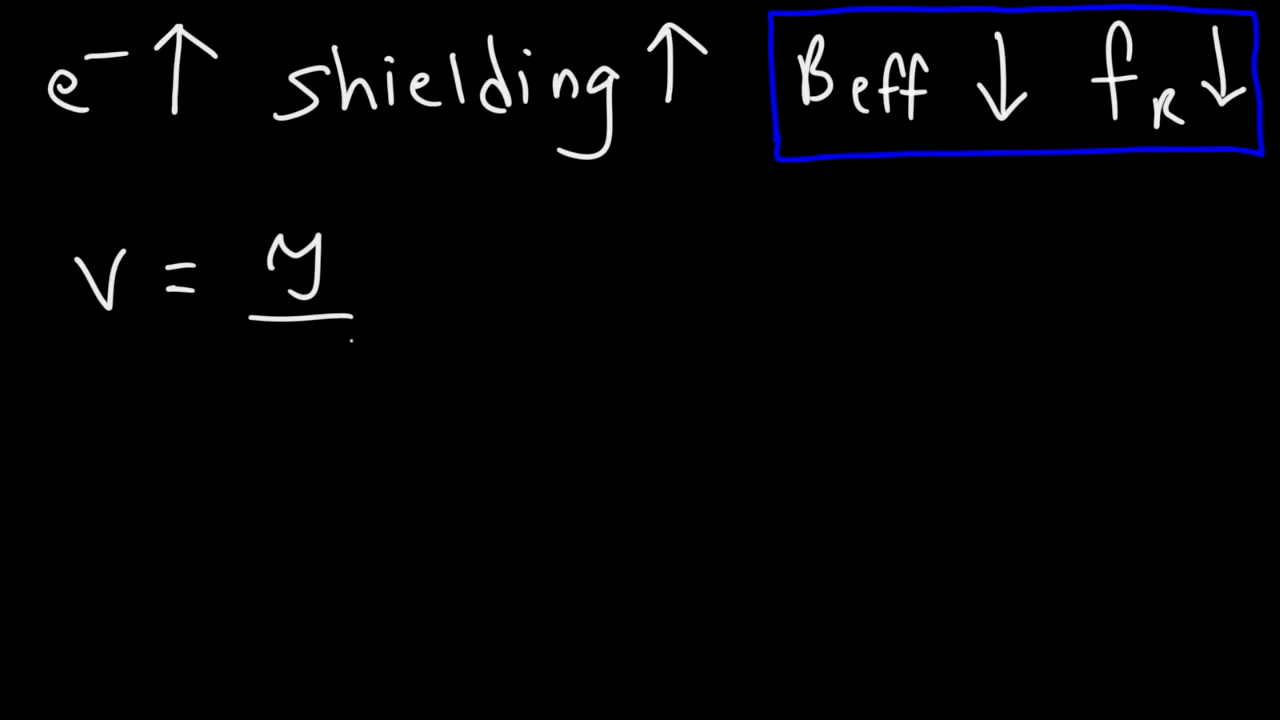 e⁻ ↑ shielding ↑ Beff ↓ fR ↓
v = γ